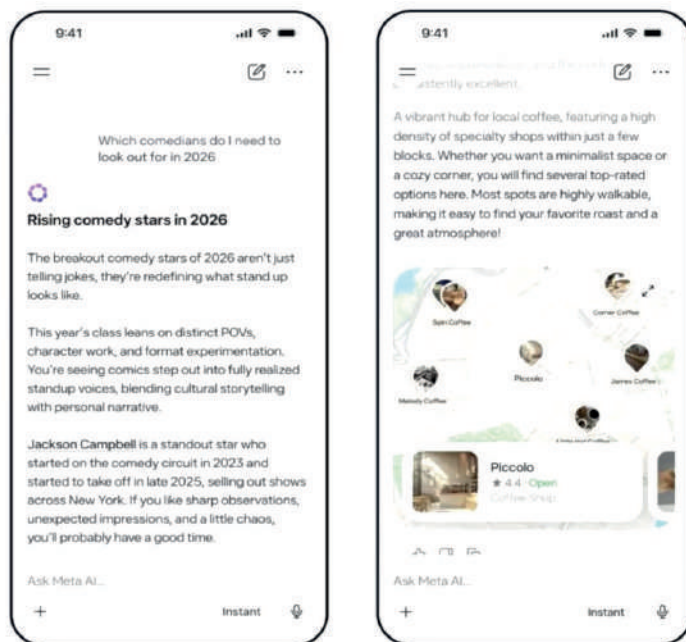 9:41
Which comedians do I need to
look out for in 2026
Rising comedy stars in 2026
The breakout comedy stars of 2026 aren't just
telling jokes, they're redefining what stand up
looks like.
This year's class leans on distinct POVs,
character work, and format experimentation.
You're seeing comics step out into fully realized
standup voices, blending cultural storytelling
with personal narrative.
Jackson Campbell is a standout star who
started on the comedy circuit in 2023 and
started to take off in late 2025, selling out shows
across New York. If you like sharp observations,
unexpected impressions, and a little chaos,
you'll probably have a good time.
Ask Meta AI...
Instant
9:41
excellent.
A vibrant hub for local coffee, featuring a high
density of specialty shops within just a few
blocks. Whether you want a minimalist space or
a cozy corner, you will find several top-rated
options here. Most spots are highly walkable,
making it easy to find your favorite roast and a
great atmosphere!
Spin Coffee
Corner Coffee
Piccolo
James Coffee
Melody Coffee
Piccolo
★ 4.4 · Open
Coffee Shop
Ask Meta AI...
Instant